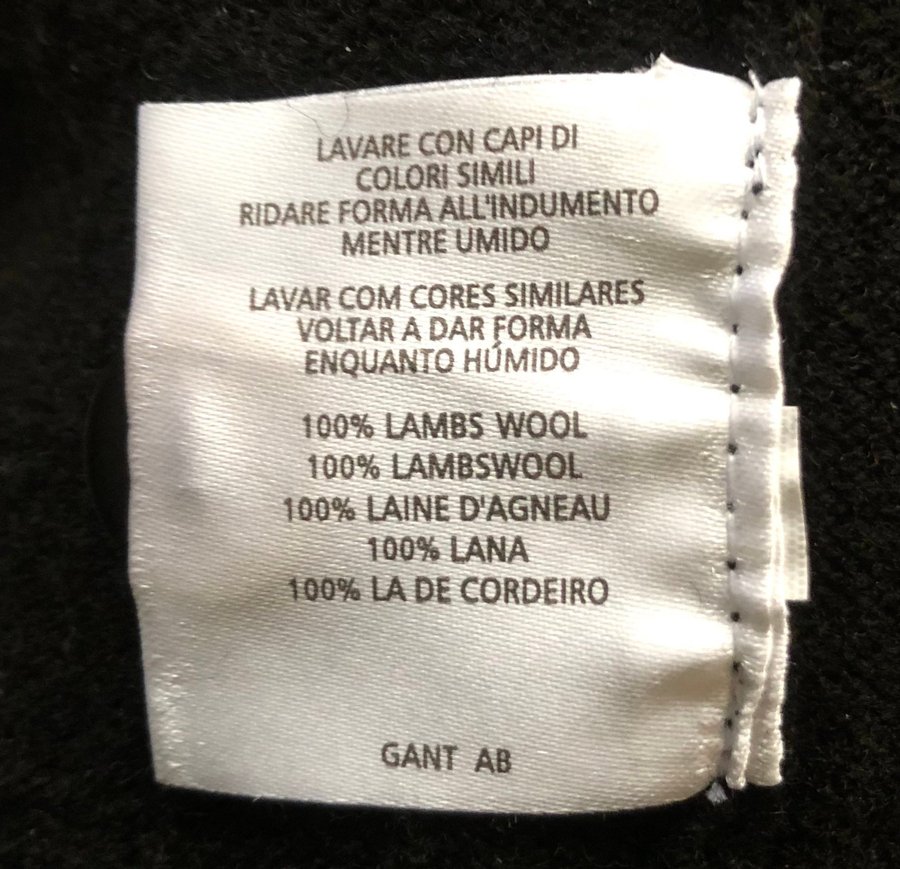 LAVARE CON CAPI DI
COLORI SIMILI
RIDARE FORMA ALL'INDUMENTO
MENTRE UMIDO
LAVAR COM CORES SIMILARES
VOLTAR A DAR FORMA
ENQUANTO HÚMIDO
100% LAMBS WOOL
100% LAMBSWOOL
100% LAINE D'AGNEAU
100% LANA
100% LA DE CORDEIRO
GANT AB